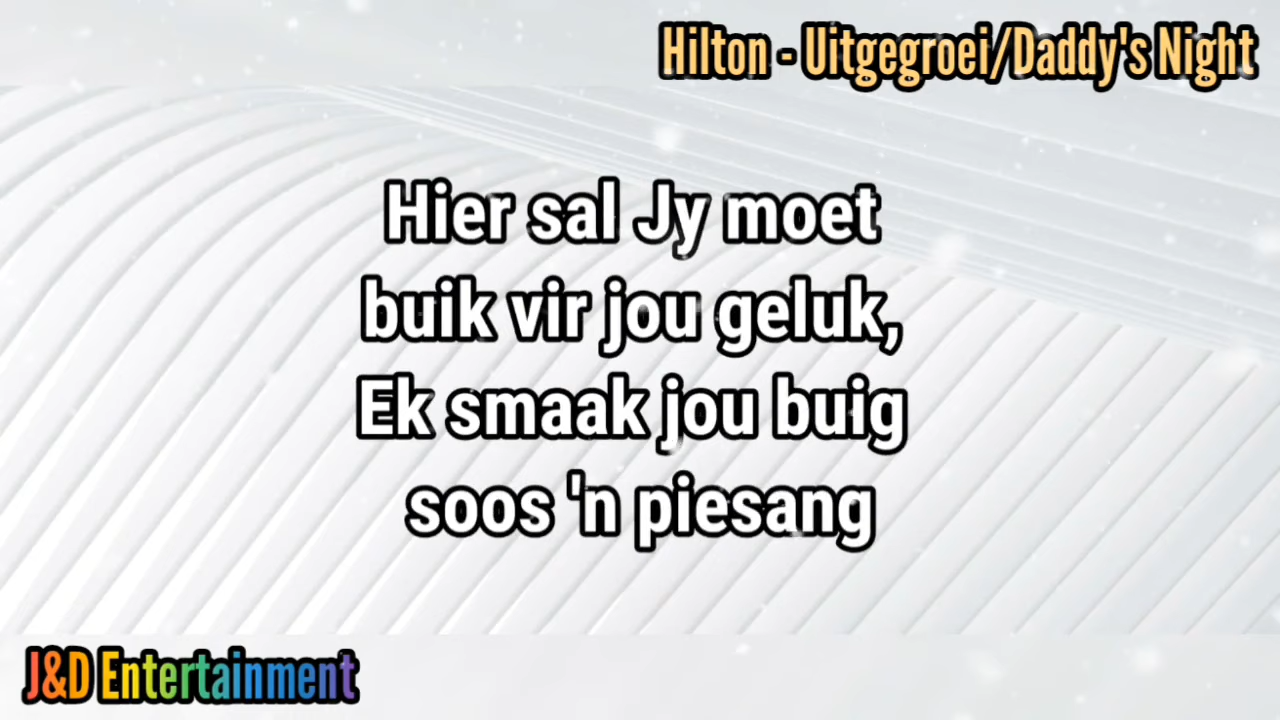 Hilton - Uitgegroei/Daddy's Night
Hier sal Jy moet
buik vir jou geluk,
Ek smaak jou buig
soos 'n piesang
J&D Entertainment